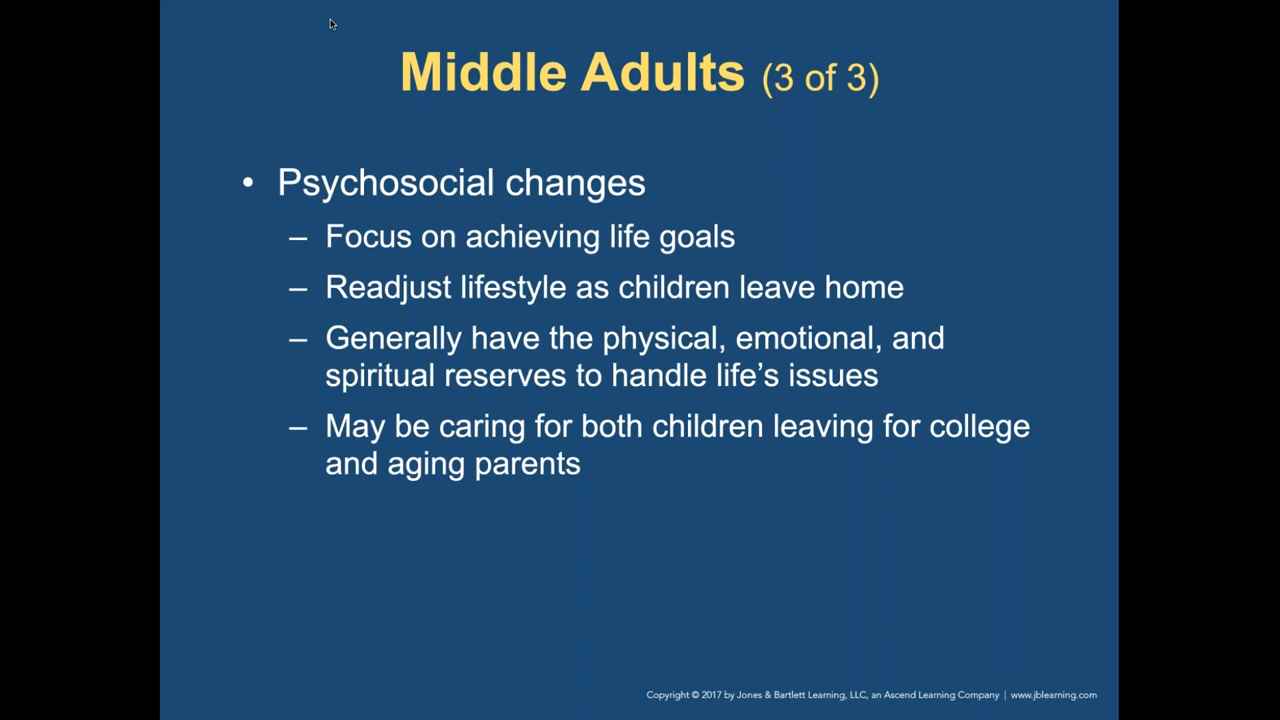 Middle Adults (3 of 3)
• Psychosocial changes
– Focus on achieving life goals
– Readjust lifestyle as children leave home
– Generally have the physical, emotional, and
spiritual reserves to handle life’s issues
– May be caring for both children leaving for college
and aging parents
Copyright © 2017 by Jones & Bartlett Learning, LLC, an Ascend Learning Company | www.jblearning.com